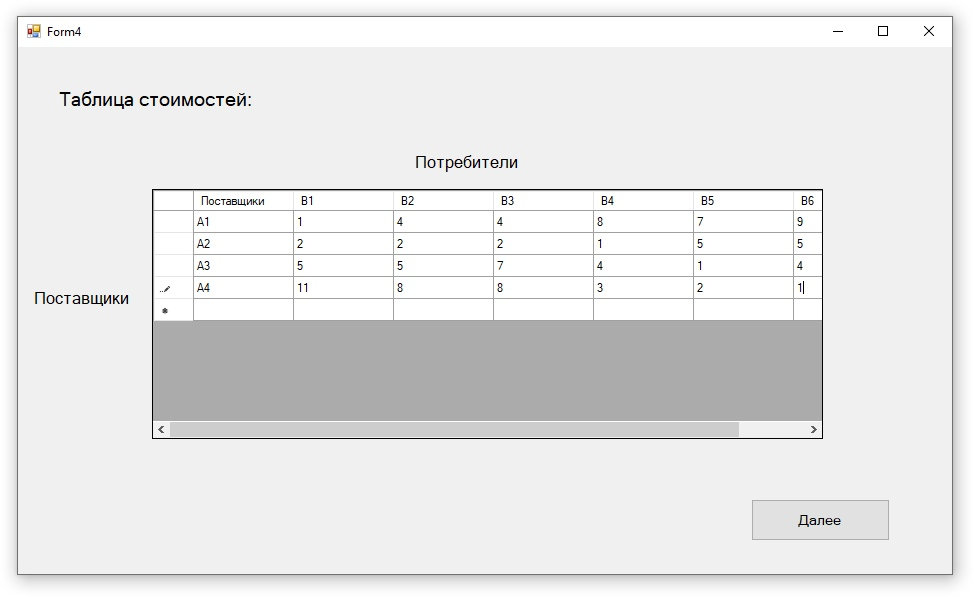 Form4
Таблица стоимостей:
Потребители
Поставщики B1 B2 B3 B4 B5 B6
A1 1 4 4 8 7 9
A2 2 2 2 1 5 5
A3 5 5 7 4 1 4
A4 11 8 8 3 2 1
Поставщики
Далее